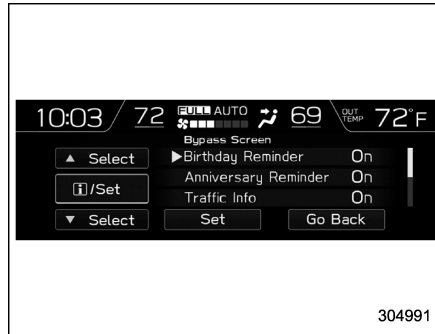 10:03 72 FULL AUTO 69 OUT TEMP 72°F
Bypass Screen
▲ Select ▶Birthday Reminder On
i/Set Anniversary Reminder On
Traffic Info On
▼ Select Set Go Back
304991